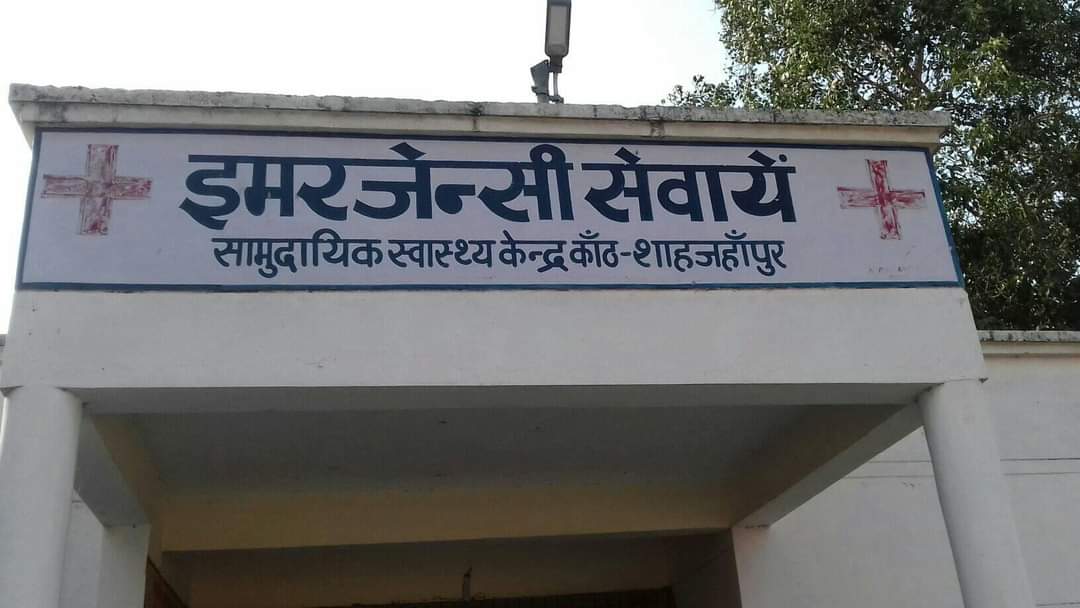 इमरजेन्सी सेवायें
सामुदायिक स्वास्थ्य केन्द्र काँठ-शाहजहाँपुर